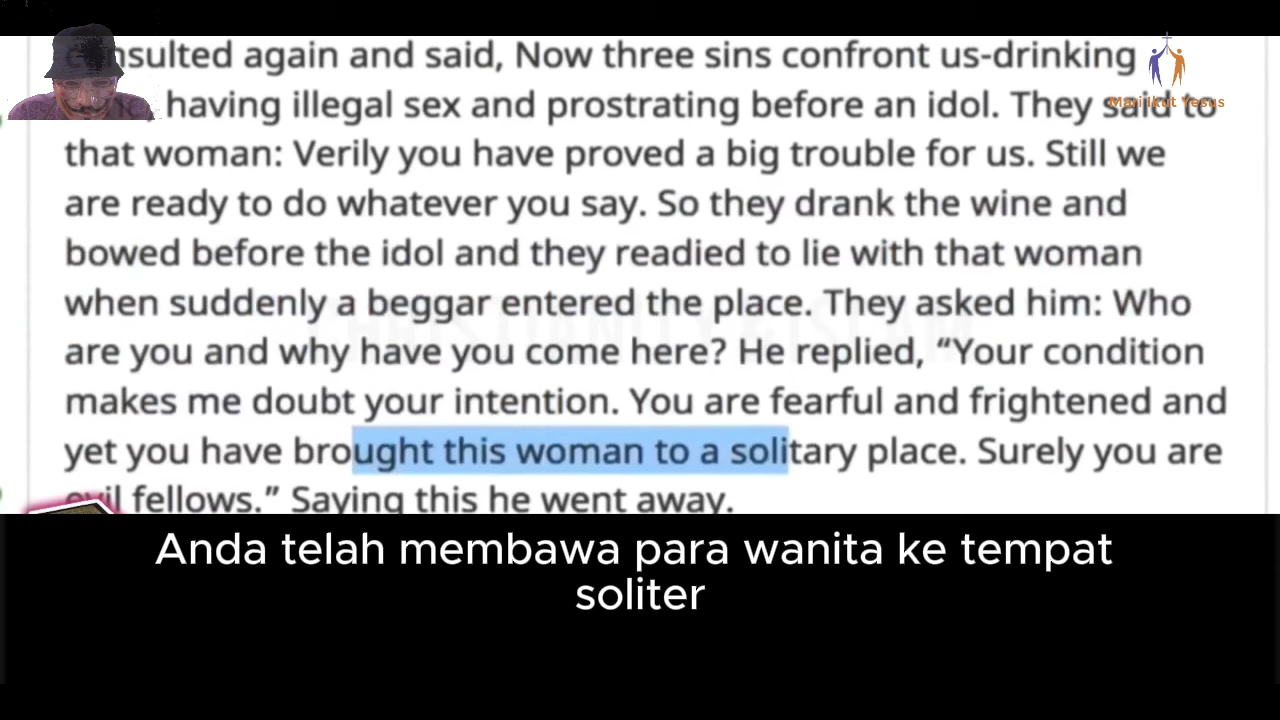 nsulted again and said, Now three sins confront us-drinking
having illegal sex and prostrating before an idol. They said to
that woman: Verily you have proved a big trouble for us. Still we
are ready to do whatever you say. So they drank the wine and
bowed before the idol and they readied to lie with that woman
when suddenly a beggar entered the place. They asked him: Who
are you and why have you come here? He replied, “Your condition
makes me doubt your intention. You are fearful and frightened and
yet you have brought this woman to a solitary place. Surely you are
evil fellows.” Saying this he went away.
Mari Ikut Yesus
CHRISTIANITY & ISLAM
Anda telah membawa para wanita ke tempat
soliter